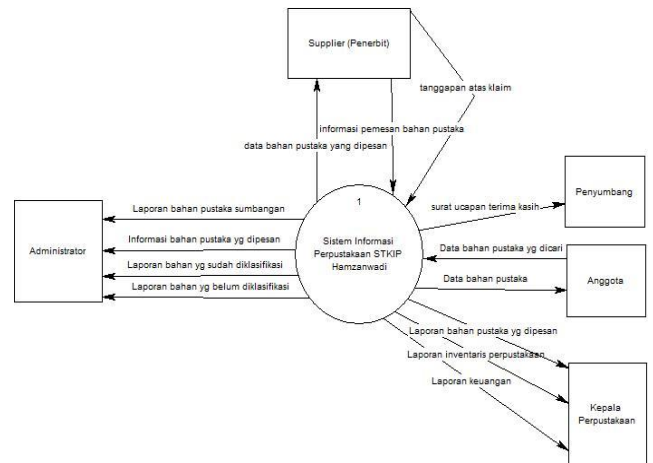 Supplier (Penerbit)
tanggapan atas klaim
informasi pemesan bahan pustaka
data bahan pustaka yang dipesan
Penyumbang
1
surat ucapan terima kasih
Laporan bahan pustaka sumbangan
Sistem Informasi
Perpustakaan STKIP
Hamzanwadi
Administrator
Informasi bahan pustaka yg dipesan
Data bahan pustaka yg dicari
Laporan bahan yg sudah diklasifikasi
Data bahan pustaka
Anggota
Laporan bahan yg belum diklasifikasi
Laporan bahan pustaka yg dipesan
Laporan inventaris perpustakaan
Laporan keuangan
Kepala
Perpustakaan